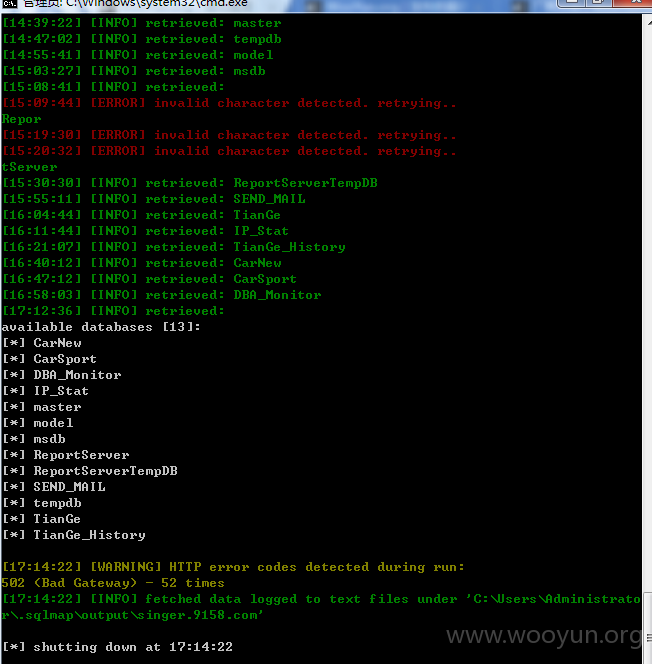 管理员: C:\Windows\system32\cmd.exe
[14:39:22] [INFO] retrieved: master
[14:47:02] [INFO] retrieved: tempdb
[14:55:41] [INFO] retrieved: model
[15:03:27] [INFO] retrieved: msdb
[15:08:41] [INFO] retrieved:
[15:09:44] [ERROR] invalid character detected. retrying..
Repor
[15:19:30] [ERROR] invalid character detected. retrying..
[15:20:32] [ERROR] invalid character detected. retrying..
tServer
[15:30:30] [INFO] retrieved: ReportServerTempDB
[15:55:11] [INFO] retrieved: SEND_MAIL
[16:04:44] [INFO] retrieved: TianGe
[16:11:44] [INFO] retrieved: IP_Stat
[16:21:07] [INFO] retrieved: TianGe_History
[16:40:12] [INFO] retrieved: CarNew
[16:47:12] [INFO] retrieved: CarSport
[16:58:03] [INFO] retrieved: DBA_Monitor
[17:12:36] [INFO] retrieved:
available databases [13]:
[*] CarNew
[*] CarSport
[*] DBA_Monitor
[*] IP_Stat
[*] master
[*] model
[*] msdb
[*] ReportServer
[*] ReportServerTempDB
[*] SEND_MAIL
[*] tempdb
[*] TianGe
[*] TianGe_History
[17:14:22] [WARNING] HTTP error codes detected during run:
502 (Bad Gateway) - 52 times
[17:14:22] [INFO] fetched data logged to text files under 'C:\Users\Administrato
r\.sqlmap\output\singer.9158.com'
[*] shutting down at 17:14:22
www.wooyun.org